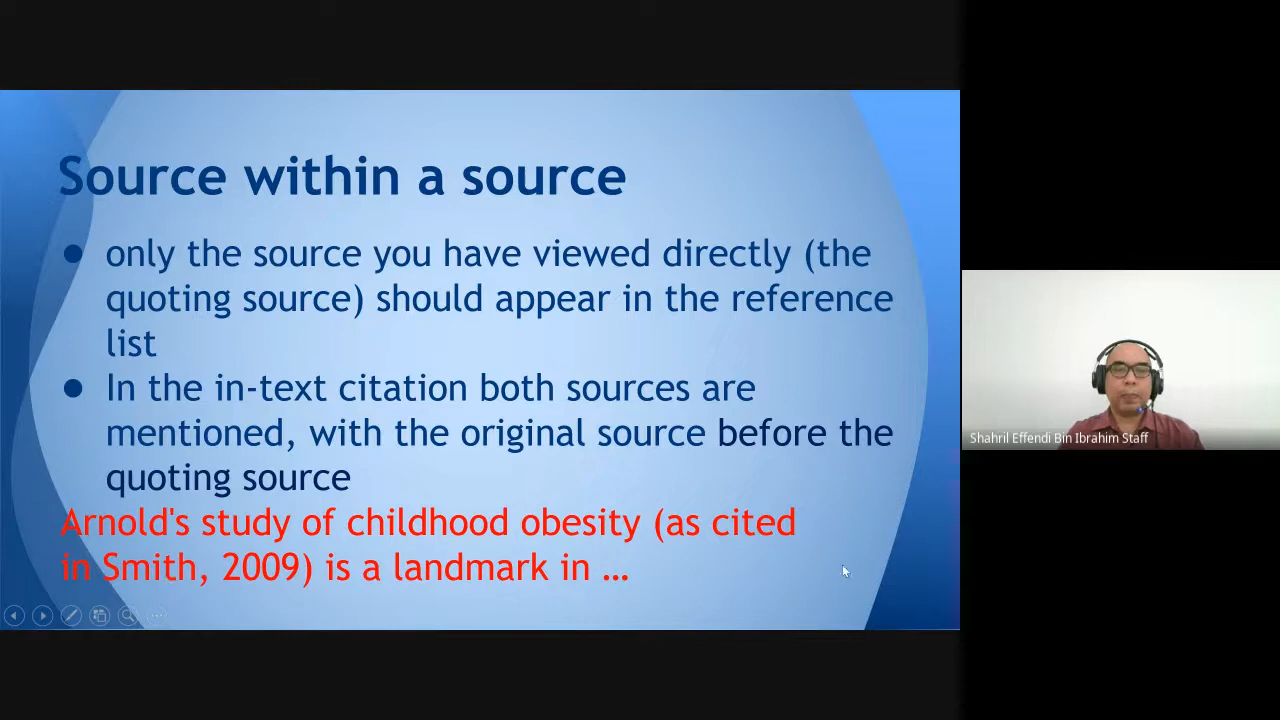 Source within a source
● only the source you have viewed directly (the
quoting source) should appear in the reference
list
● In the in-text citation both sources are
mentioned, with the original source before the
quoting source
Arnold's study of childhood obesity (as cited
in Smith, 2009) is a landmark in …
Shahril Effendi Bin Ibrahim Staff